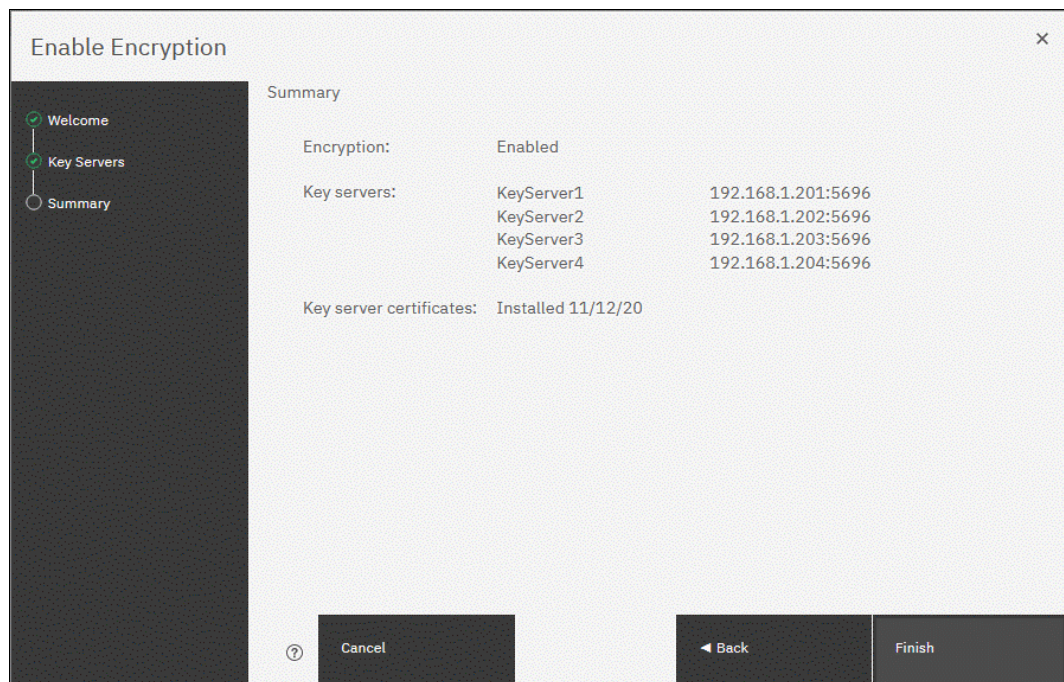 Enable Encryption
Welcome
Key Servers
Summary
Summary
Encryption: Enabled
Key servers: KeyServer1 192.168.1.201:5696
KeyServer2 192.168.1.202:5696
KeyServer3 192.168.1.203:5696
KeyServer4 192.168.1.204:5696
Key server certificates: Installed 11/12/20
? Cancel ◄ Back Finish